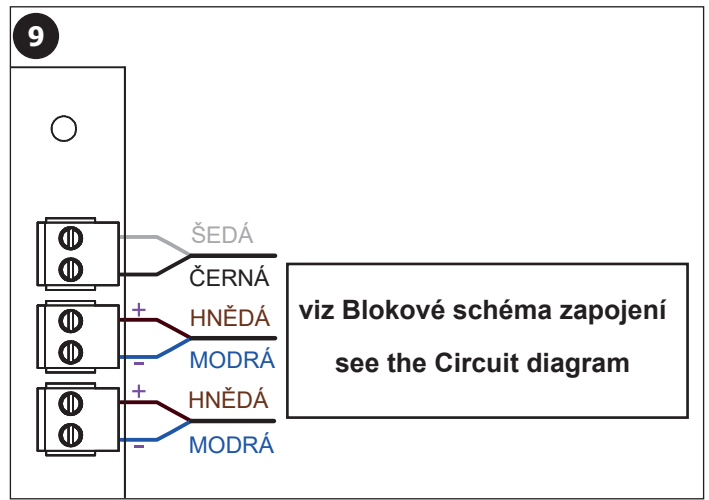 9
ŠEDÁ
ČERNÁ
+
HNĚDÁ
-
MODRÁ
+
HNĚDÁ
-
MODRÁ
viz Blokové schéma zapojení
see the Circuit diagram